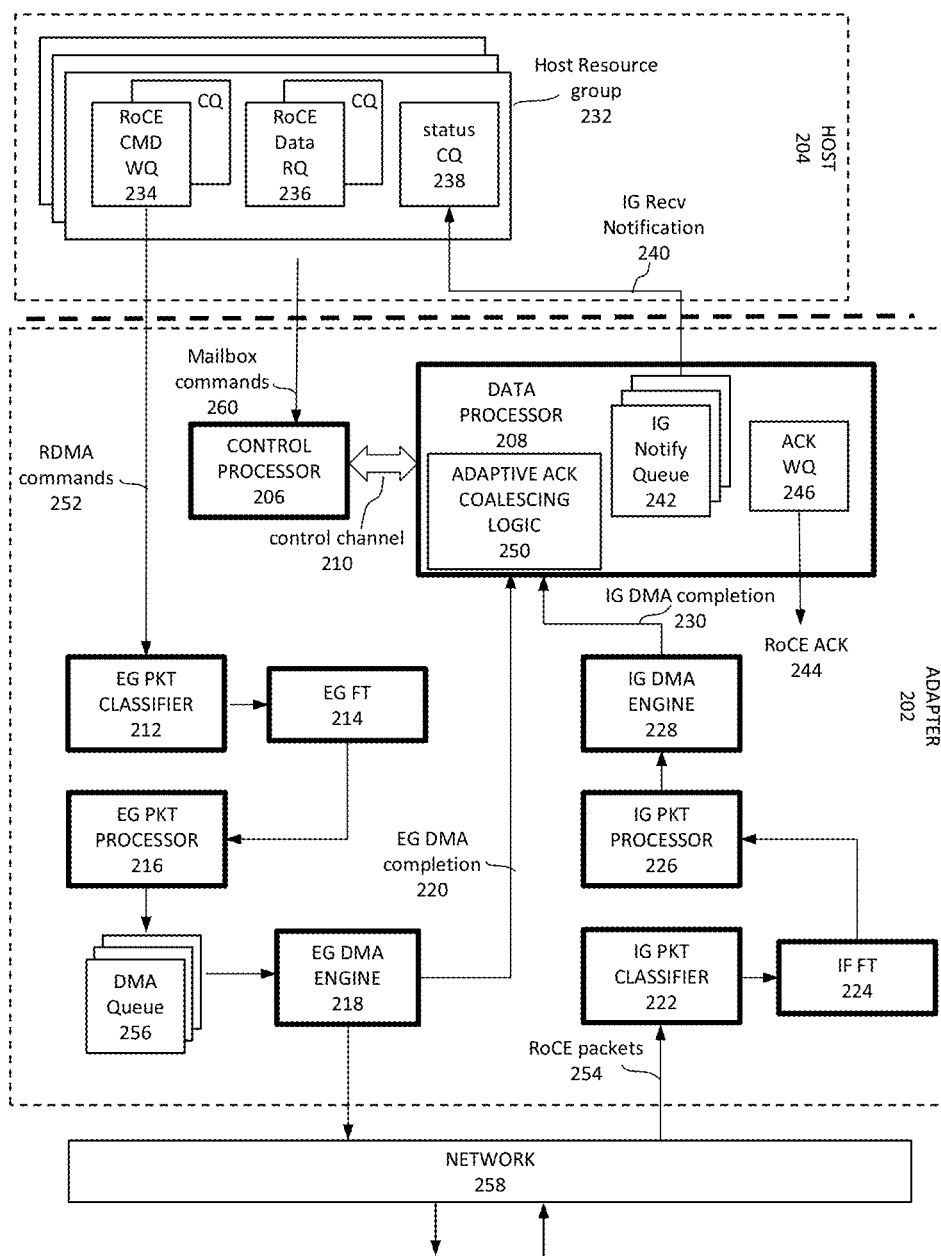 Host Resource
group
232
RoCE
CMD
WQ
234
CQ
RoCE
Data
RQ
236
CQ
status
CQ
238
HOST
204
IG Recv
Notification
240
Mailbox
commands
260
CONTROL
PROCESSOR
206
control channel
210
DATA
PROCESSOR
208
ADAPTIVE ACK
COALESCING
LOGIC
250
IG
Notify
Queue
242
ACK
WQ
246
RDMA
commands
252
IG DMA completion
230
RoCE ACK
244
EG PKT
CLASSIFIER
212
EG FT
214
IG DMA
ENGINE
228
ADAPTER
202
EG PKT
PROCESSOR
216
EG DMA
completion
220
IG PKT
PROCESSOR
226
DMA
Queue
256
EG DMA
ENGINE
218
IG PKT
CLASSIFIER
222
IF FT
224
RoCE packets
254
NETWORK
258